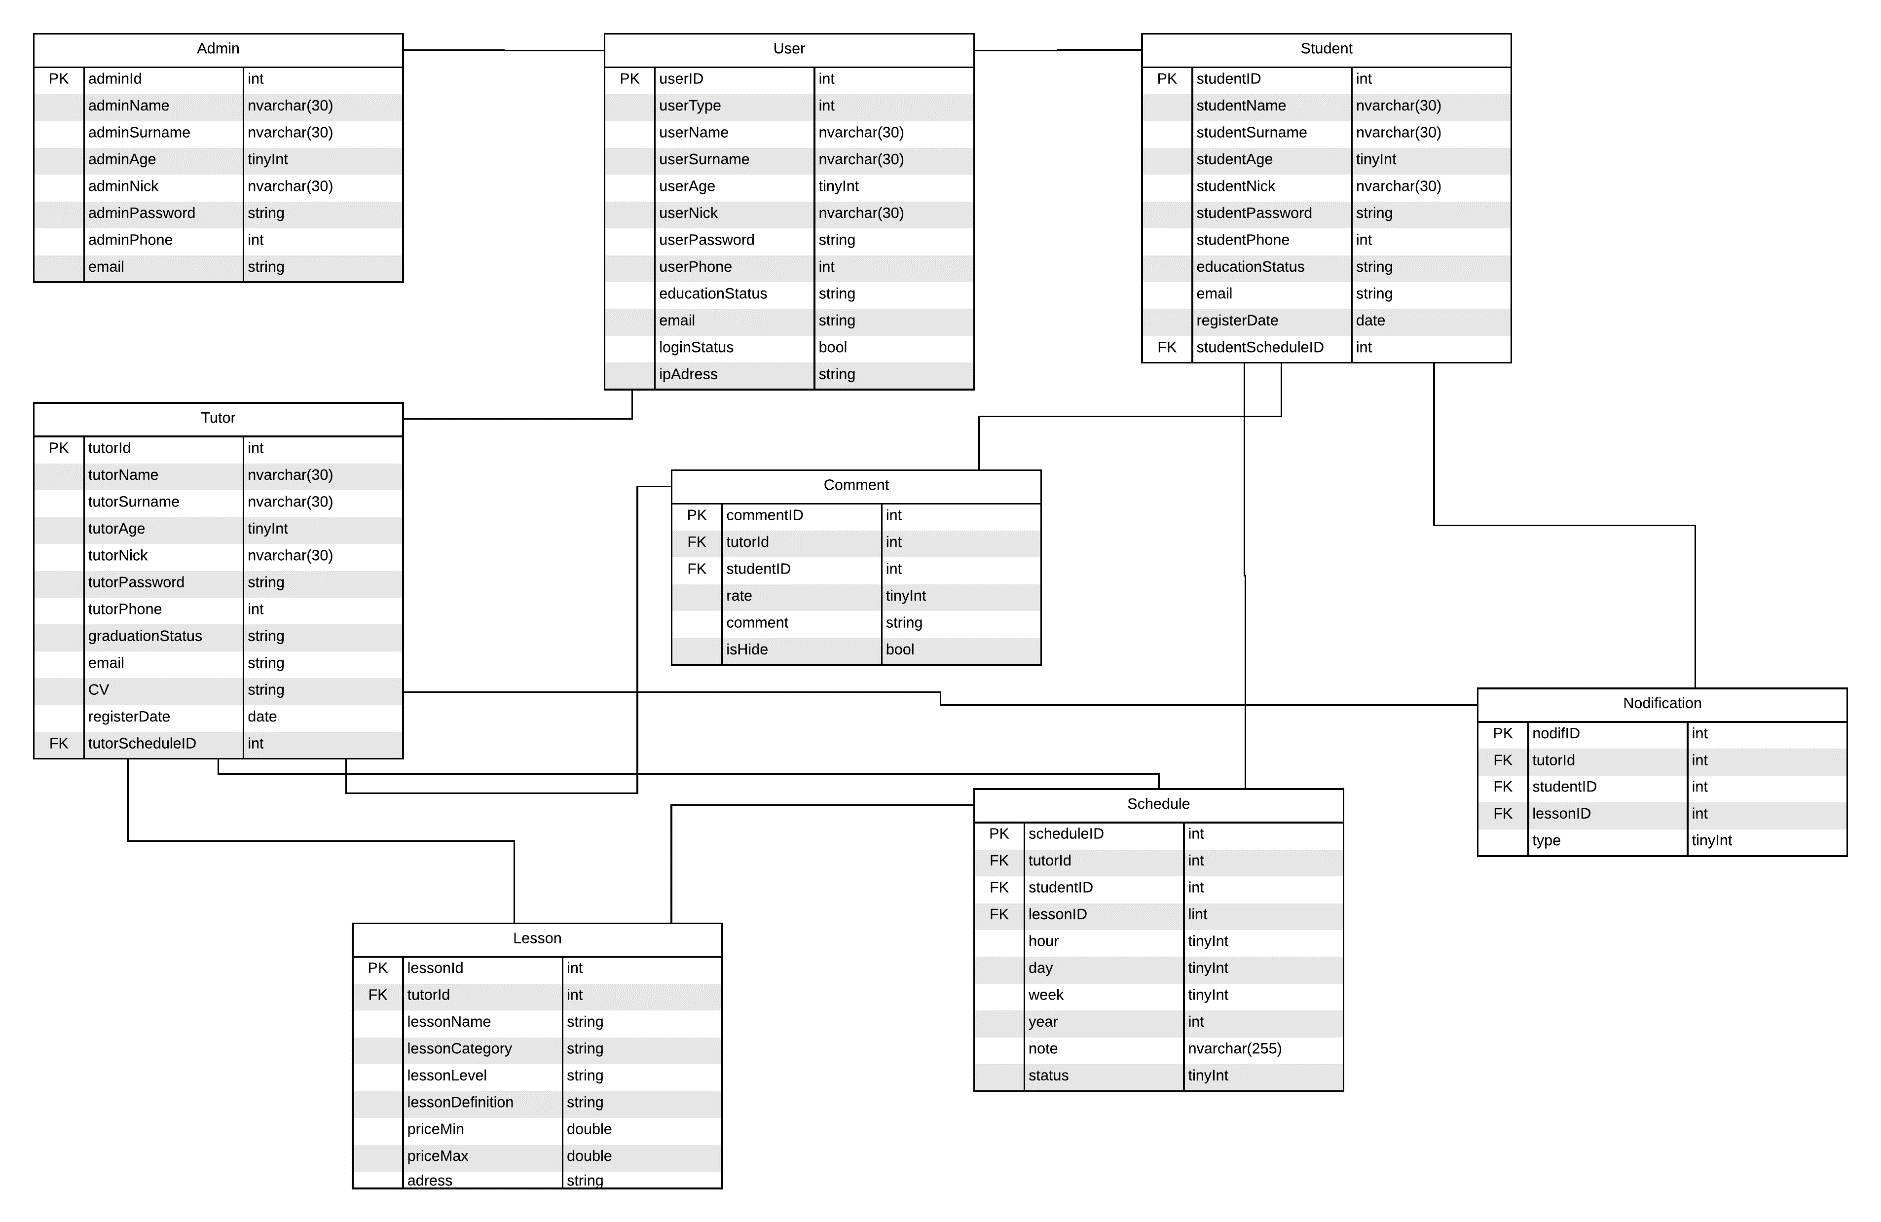 Admin
PK adminId int
adminName nvarchar(30)
adminSurname nvarchar(30)
adminAge tinyInt
adminNick nvarchar(30)
adminPassword string
adminPhone int
email string
User
PK userID int
userType int
userName nvarchar(30)
userSurname nvarchar(30)
userAge tinyInt
userNick nvarchar(30)
userPassword string
userPhone int
educationStatus string
email string
loginStatus bool
ipAdress string
Student
PK studentID int
studentName nvarchar(30)
studentSurname nvarchar(30)
studentAge tinyInt
studentNick nvarchar(30)
studentPassword string
studentPhone int
educationStatus string
email string
registerDate date
FK studentScheduleID int
Tutor
PK tutorId int
tutorName nvarchar(30)
tutorSurname nvarchar(30)
tutorAge tinyInt
tutorNick nvarchar(30)
tutorPassword string
tutorPhone int
graduationStatus string
email string
CV string
registerDate date
FK tutorScheduleID int
Comment
PK commentID int
FK tutorId int
FK studentID int
rate tinyInt
comment string
isHide bool
Nodification
PK nodifID int
FK tutorId int
FK studentID int
FK lessonID int
type tinyInt
Schedule
PK scheduleID int
FK tutorId int
FK studentID int
FK lessonID lint
hour tinyInt
day tinyInt
week tinyInt
year int
note nvarchar(255)
status tinyInt
Lesson
PK lessonId int
FK tutorId int
lessonName string
lessonCategory string
lessonLevel string
lessonDefinition string
priceMin double
priceMax double
adress string